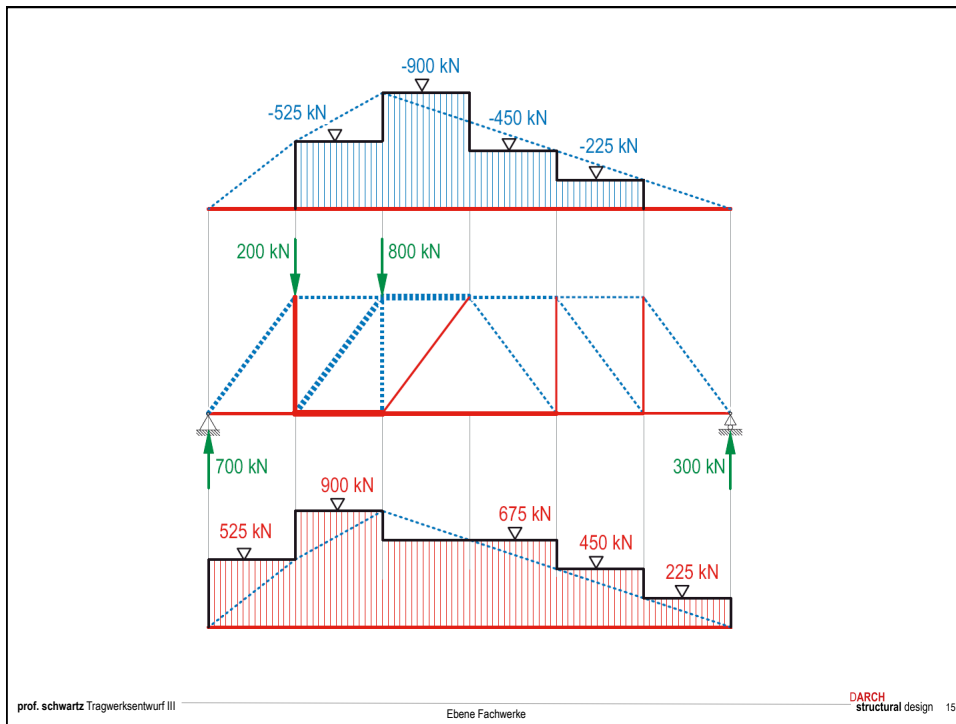 -900 kN
-525 kN
-450 kN
-225 kN
200 kN
800 kN
700 kN
300 kN
900 kN
525 kN
675 kN
450 kN
225 kN
prof. schwartz Tragwerksentwurf III
Ebene Fachwerke
DARCH
structural design 15